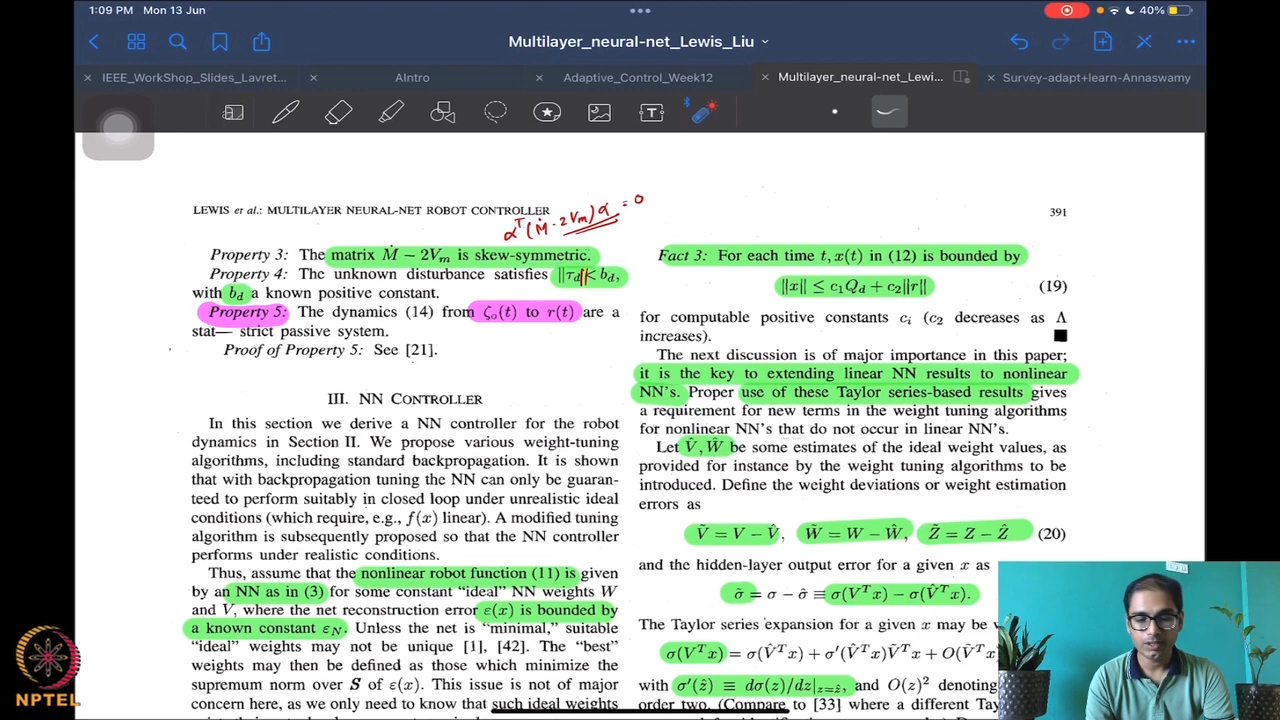 1:09 PM Mon 13 Jun
40%
Multilayer_neural-net_Lewis_Liu
IEEE_WorkShop_Slides_Lavret...
AIntro
Adaptive_Control_Week12
Multilayer_neural-net_Lewi...
Survey-adapt+learn-Annaswamy
LEWIS et al.: MULTILAYER NEURAL-NET ROBOT CONTROLLER
391
α^T (Ṁ - 2Vm) α = 0
Property 3: The matrix Ṁ − 2V_m is skew-symmetric.
Property 4: The unknown disturbance satisfies ||τ_d|| < b_d,
with b_d a known positive constant.
Property 5: The dynamics (14) from ζ_o(t) to r(t) are a
stat— strict passive system.
Proof of Property 5: See [21].
III. NN CONTROLLER
In this section we derive a NN controller for the robot
dynamics in Section II. We propose various weight-tuning
algorithms, including standard backpropagation. It is shown
that with backpropagation tuning the NN can only be guaran-
teed to perform suitably in closed loop under unrealistic ideal
conditions (which require, e.g., f(x) linear). A modified tuning
algorithm is subsequently proposed so that the NN controller
performs under realistic conditions.
Thus, assume that the nonlinear robot function (11) is given
by an NN as in (3) for some constant “ideal” NN weights W
and V, where the net reconstruction error ε(x) is bounded by
a known constant ε_N. Unless the net is “minimal,” suitable
“ideal” weights may not be unique [1], [42]. The “best”
weights may then be defined as those which minimize the
supremum norm over S of ε(x). This issue is not of major
concern here, as we only need to know that such ideal weights
Fact 3: For each time t, x(t) in (12) is bounded by
||x|| ≤ c_1 Q_d + c_2 ||r|| (19)
for computable positive constants c_i (c_2 decreases as Λ
increases). ■
The next discussion is of major importance in this paper;
it is the key to extending linear NN results to nonlinear
NN's. Proper use of these Taylor series-based results gives
a requirement for new terms in the weight tuning algorithms
for nonlinear NN's that do not occur in linear NN's.
Let V̂, Ŵ be some estimates of the ideal weight values, as
provided for instance by the weight tuning algorithms to be
introduced. Define the weight deviations or weight estimation
errors as
Ṽ = V − V̂, W̃ = W − Ŵ, Z̃ = Z − Ẑ (20)
and the hidden-layer output error for a given x as
σ̃ = σ − σ̂ ≡ σ(V^T x) − σ(V̂^T x).
The Taylor series expansion for a given x may be
σ(V^T x) = σ(V̂^T x) + σ′(V̂^T x)Ṽ^T x + O(Ṽ^T x
with σ′(ẑ) ≡ dσ(z)/dz|_{z=ẑ}, and O(z)^2 denoting
order two. (Compare to [33] where a different Tay
NPTEL